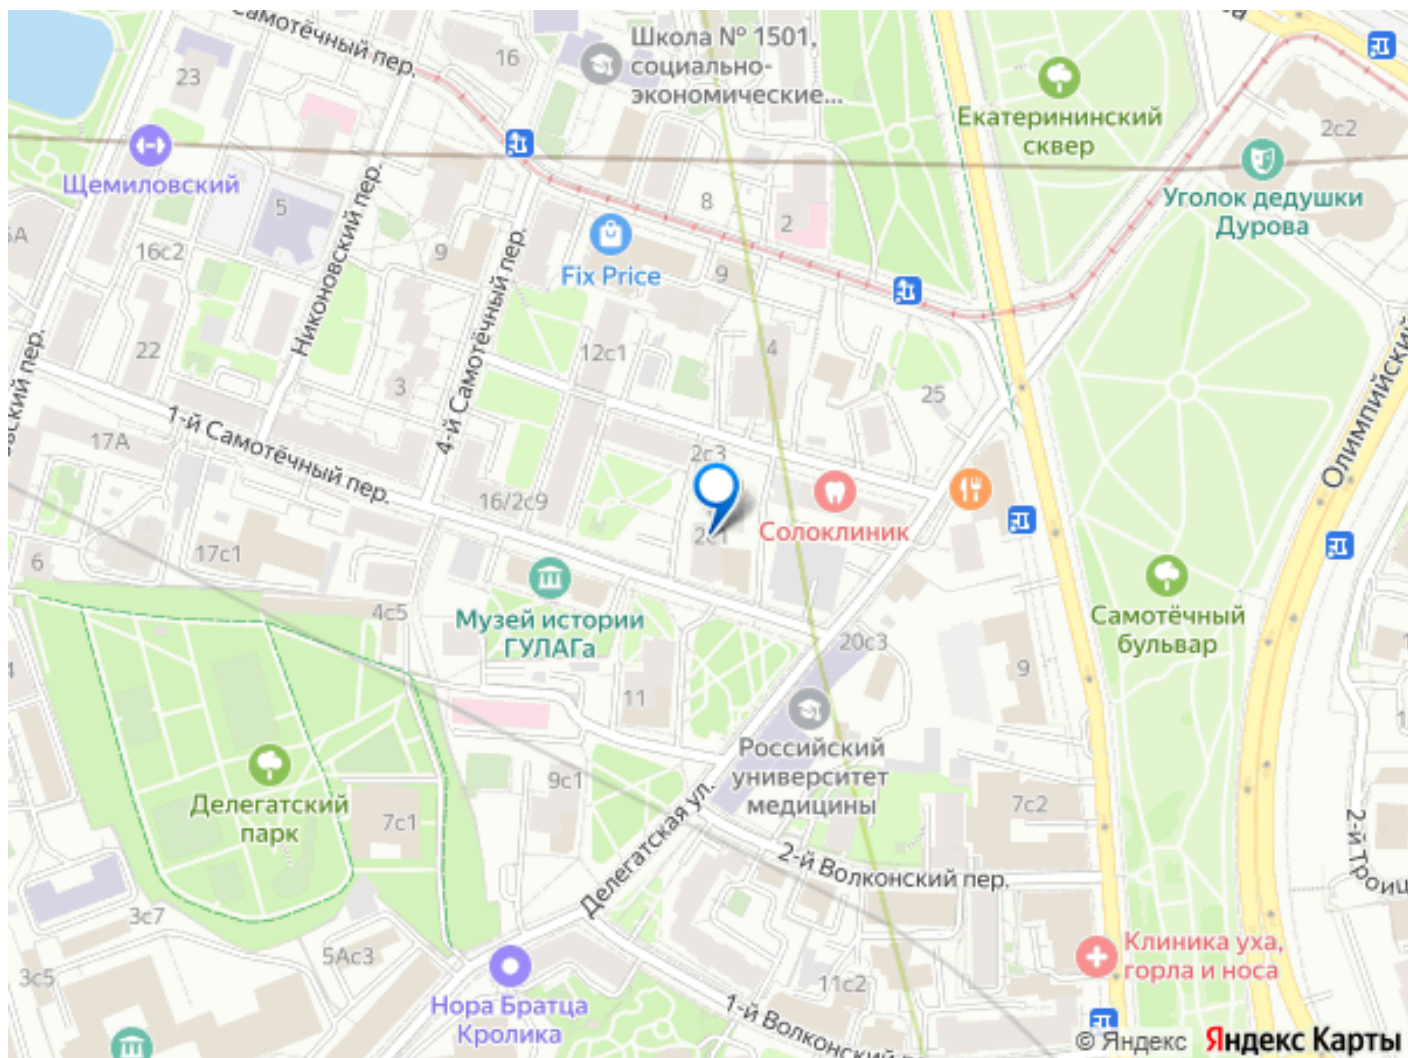 Самотёчный пер.
16
Школа № 1501,
социально-
экономические...
23
Щемиловский
5
16с2
Никоновский пер.
9
4-й Самотёчный пер.
Fix Price
8
2
9
Екатерининский
сквер
2с2
Уголок дедушки
Дурова
22
3
12с1
4
25
17А
1-й Самотёчный пер.
16/2с9
2с3
Солоклиник
Олимпийский
6
17с1
4с5
Музей истории
ГУЛАГа
11
20с3
9
Самотёчный
бульвар
Российский
университет
медицины
Делегатский
парк
7с1
9с1
Делегатская ул.
7с2
2-й Волконский пер.
2-й Троиц
3с7
3с5
5Ас3
Нора Братца
Кролика
11с2
1-й Волконский пер.
Клиника уха,
горла и носа
© Яндекс Яндекс Карты